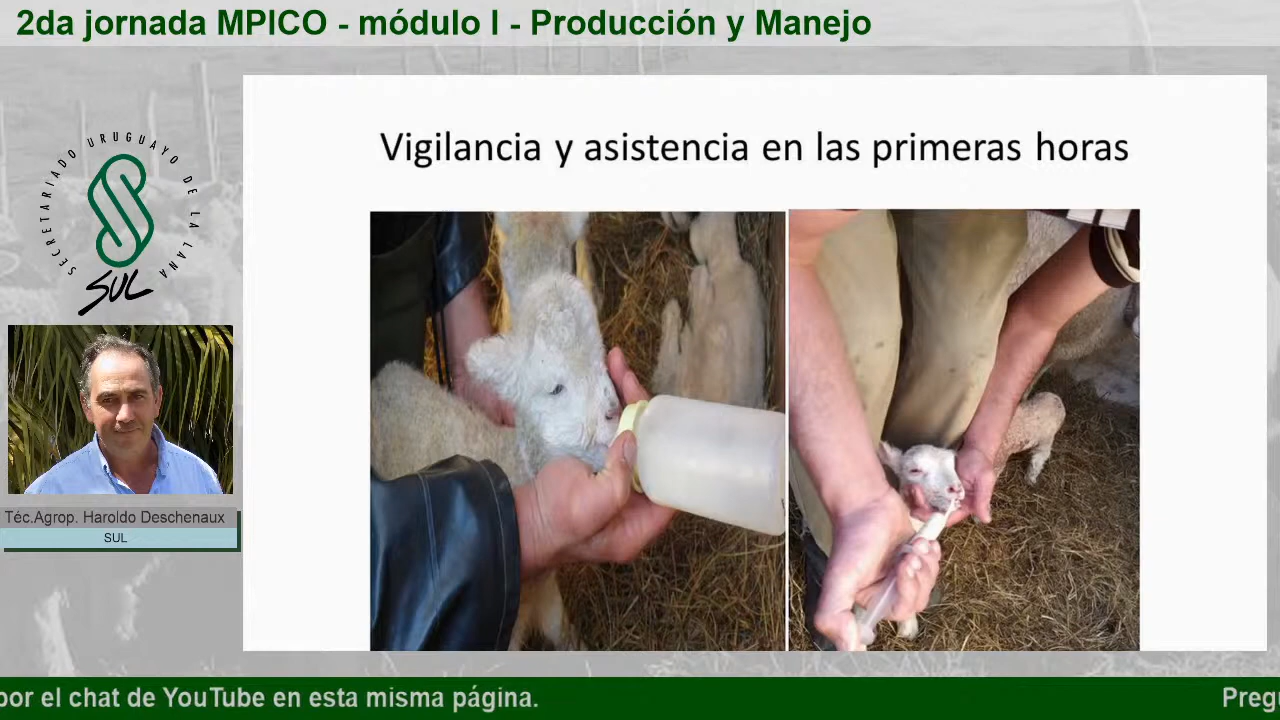 2da jornada MPICO - módulo I - Producción y Manejo
SECRETARIADO URUGUAYO DE LA LANA
SUL
Vigilancia y asistencia en las primeras horas
Téc.Agrop. Haroldo Deschenaux
SUL
por el chat de YouTube en esta misma página.
Pregu